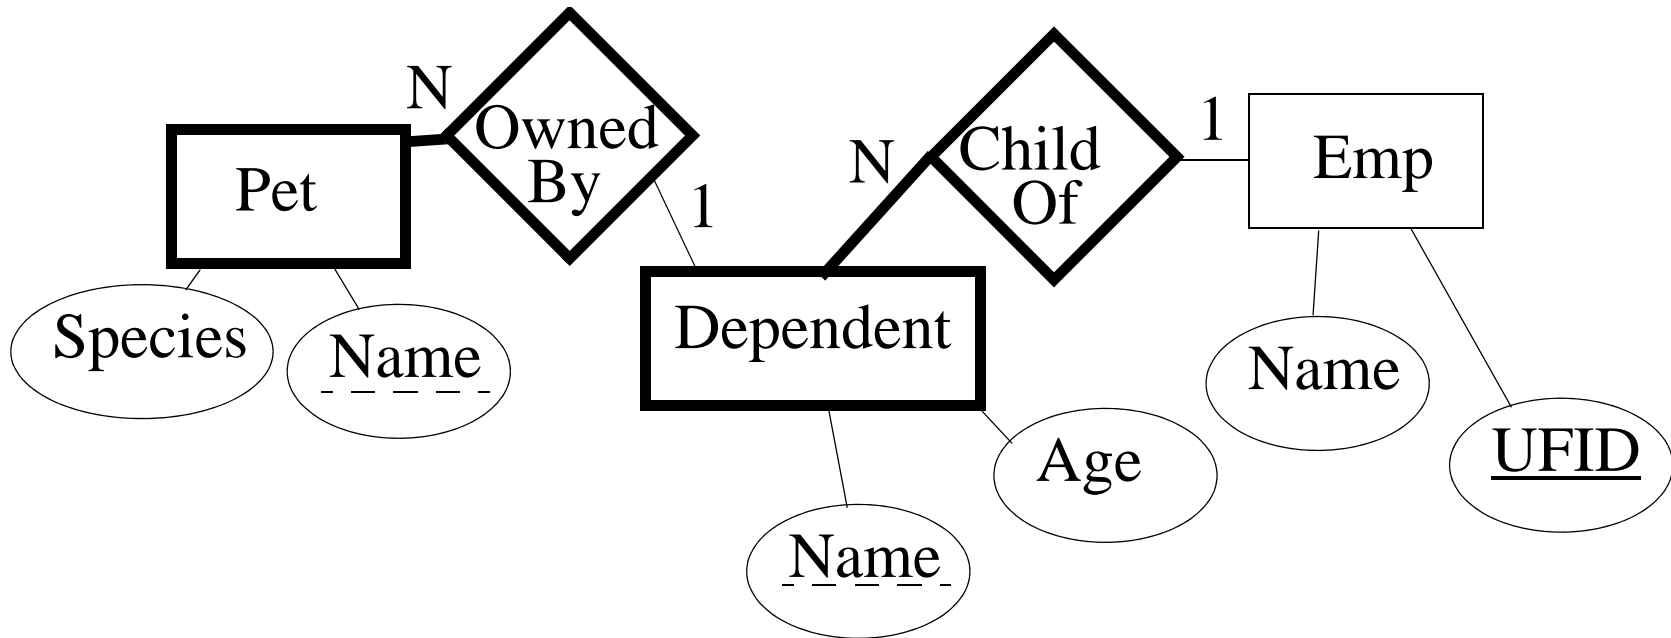 N
Owned
By
1
Pet
Species
Name
N
Child
Of
1
Emp
Dependent
Name
Age
Name
UFID